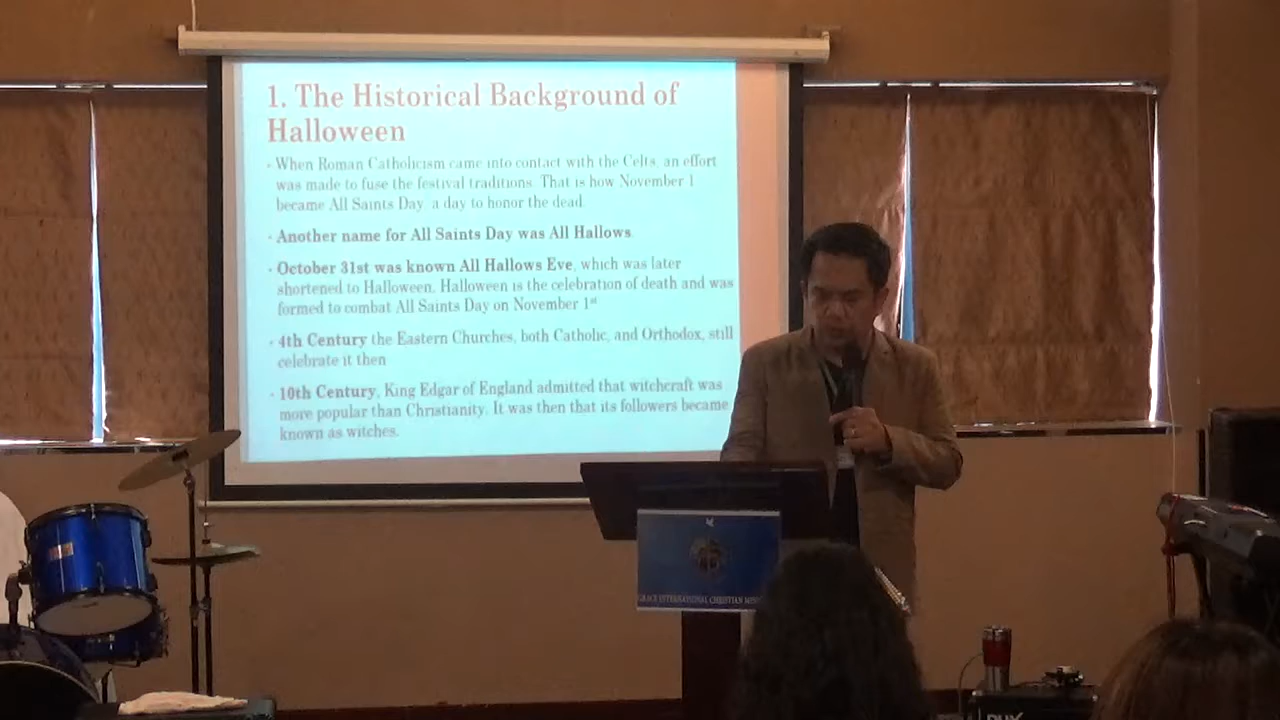 1. The Historical Background of
Halloween
• When Roman Catholicism came into contact with the Celts, an effort
was made to fuse the festival traditions. That is how November 1
became All Saints Day, a day to honor the dead.
• Another name for All Saints Day was All Hallows.
• October 31st was known All Hallows Eve, which was later
shortened to Halloween. Halloween is the celebration of death and was
formed to combat All Saints Day on November 1st
• 4th Century the Eastern Churches, both Catholic, and Orthodox, still
celebrate it then
• 10th Century, King Edgar of England admitted that witchcraft was
more popular than Christianity. It was then that its followers became
known as witches.
GRACE INTERNATIONAL CHRISTIAN